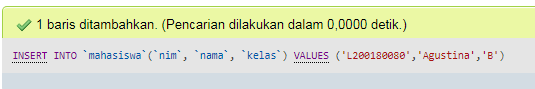 1 baris ditambahkan. (Pencarian dilakukan dalam 0,0000 detik.)
INSERT INTO `mahasiswa`(`nim`, `nama`, `kelas`) VALUES ('L200180080','Agustina','B')